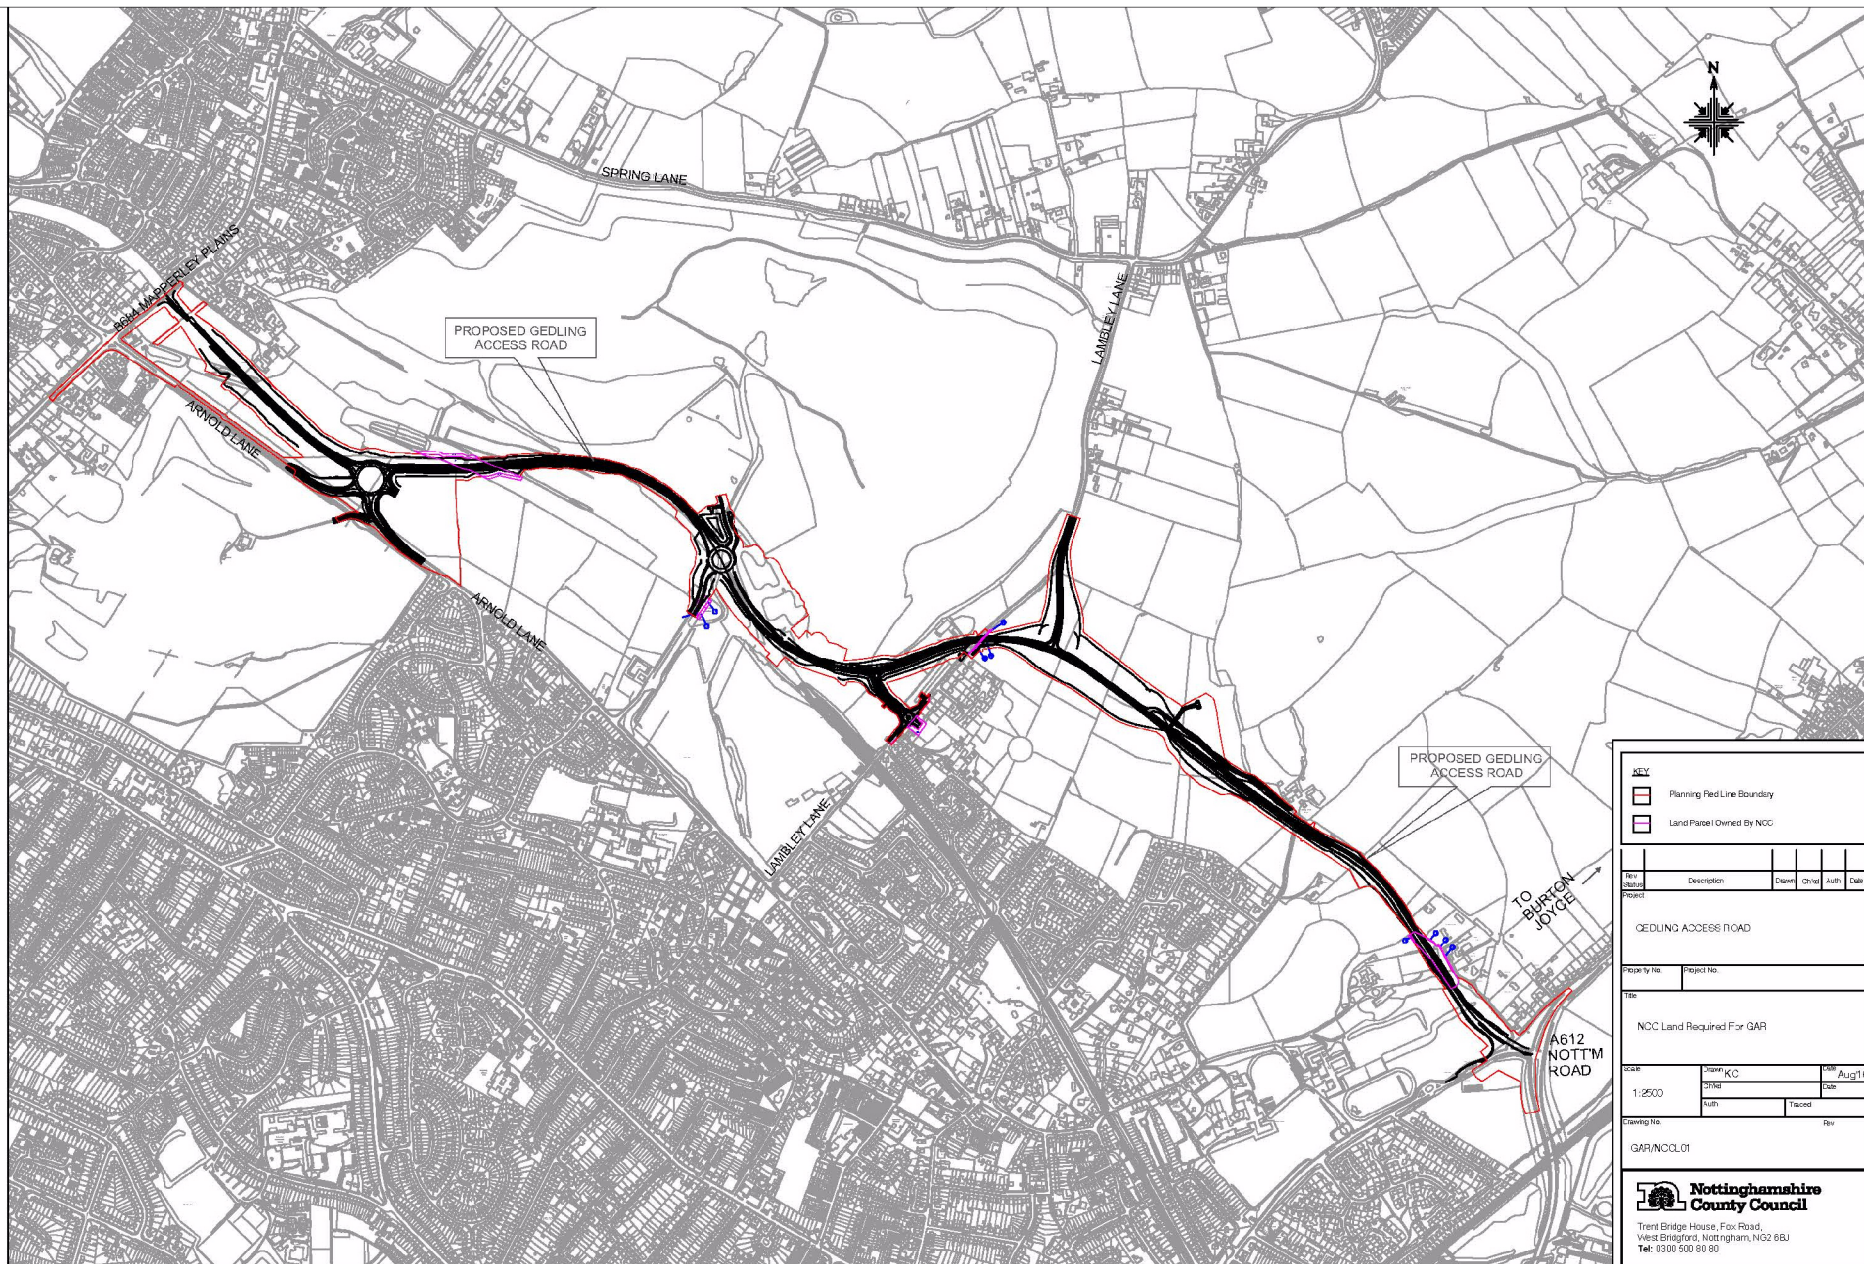 N
SPRING LANE
B684 MAPPERLEY PLAINS
LAMBLEY LANE
PROPOSED GEDLING
ACCESS ROAD
ARNOLD LANE
ARNOLD LANE
PROPOSED GEDLING
ACCESS ROAD
LAMBLEY LANE
TO
BURTON
JOYCE
A612
NOTT'M
ROAD
KEY
Planning Red Line Boundary
Land Parcel Owned By NCC
Rev
Status
Description
Drawn
Ch'kd
Auth
Date
Project
GEDLING ACCESS ROAD
Property No.
Project No.
Title
NCC Land Required For GAR
Scale
1:2500
Drawn KC
Date
Ch'kd
Date
Auth
Traced
Drawing No.
Rev
GAR/NCCL01
Nottinghamshire
County Council
Trent Bridge House, Fox Road,
West Bridgford, Nottingham, NG2 6BJ
Tel: 0300 500 80 80